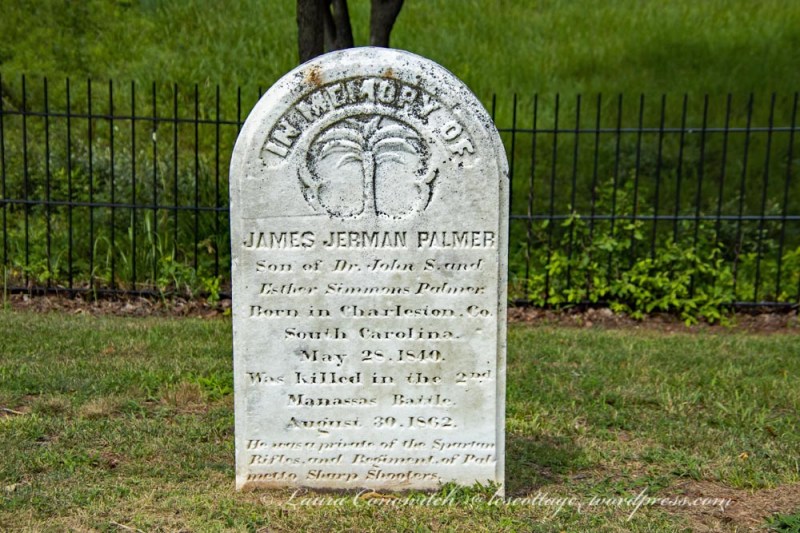 IN MEMORY OF
JAMES JERMAN PALMER
Son of Dr. John S. and
Esther Simmons Palmer.
Born in Charleston. Co.
South Carolina.
May 28. 1840.
Was killed in the 2nd
Manassas Battle.
August 30. 1862.
He was a private of the Spartan
Rifles, and Regiment, of Pal-
metto Sharp Shooters.
© Laura Canowitch © lescottage.wordpress.com